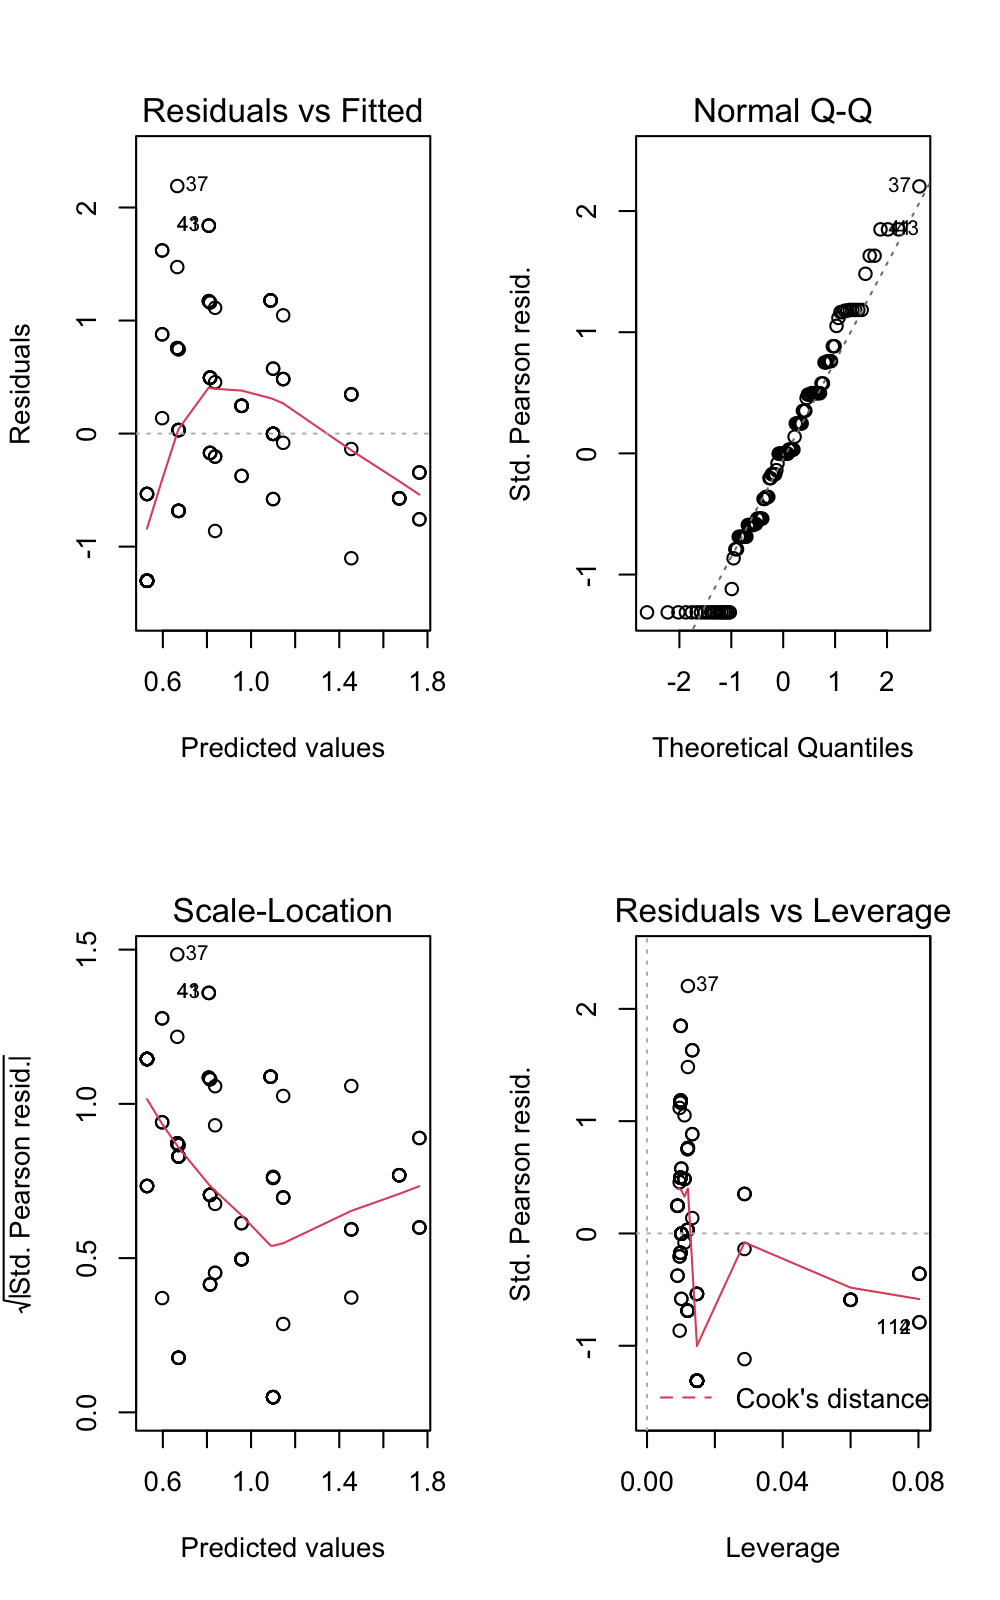 Residuals vs Fitted
Residuals
2
1
0
-1
37
0.6
1.0
1.4
1.8
Predicted values
Normal Q-Q
Std. Pearson resid.
2
1
0
-1
37
-2
-1
0
1
2
Theoretical Quantiles
Scale-Location
√|Std. Pearson resid.|
1.5
1.0
0.5
0.0
37
0.6
1.0
1.4
1.8
Predicted values
Residuals vs Leverage
Std. Pearson resid.
2
1
0
-1
37
Cook's distance
0.00
0.04
0.08
Leverage